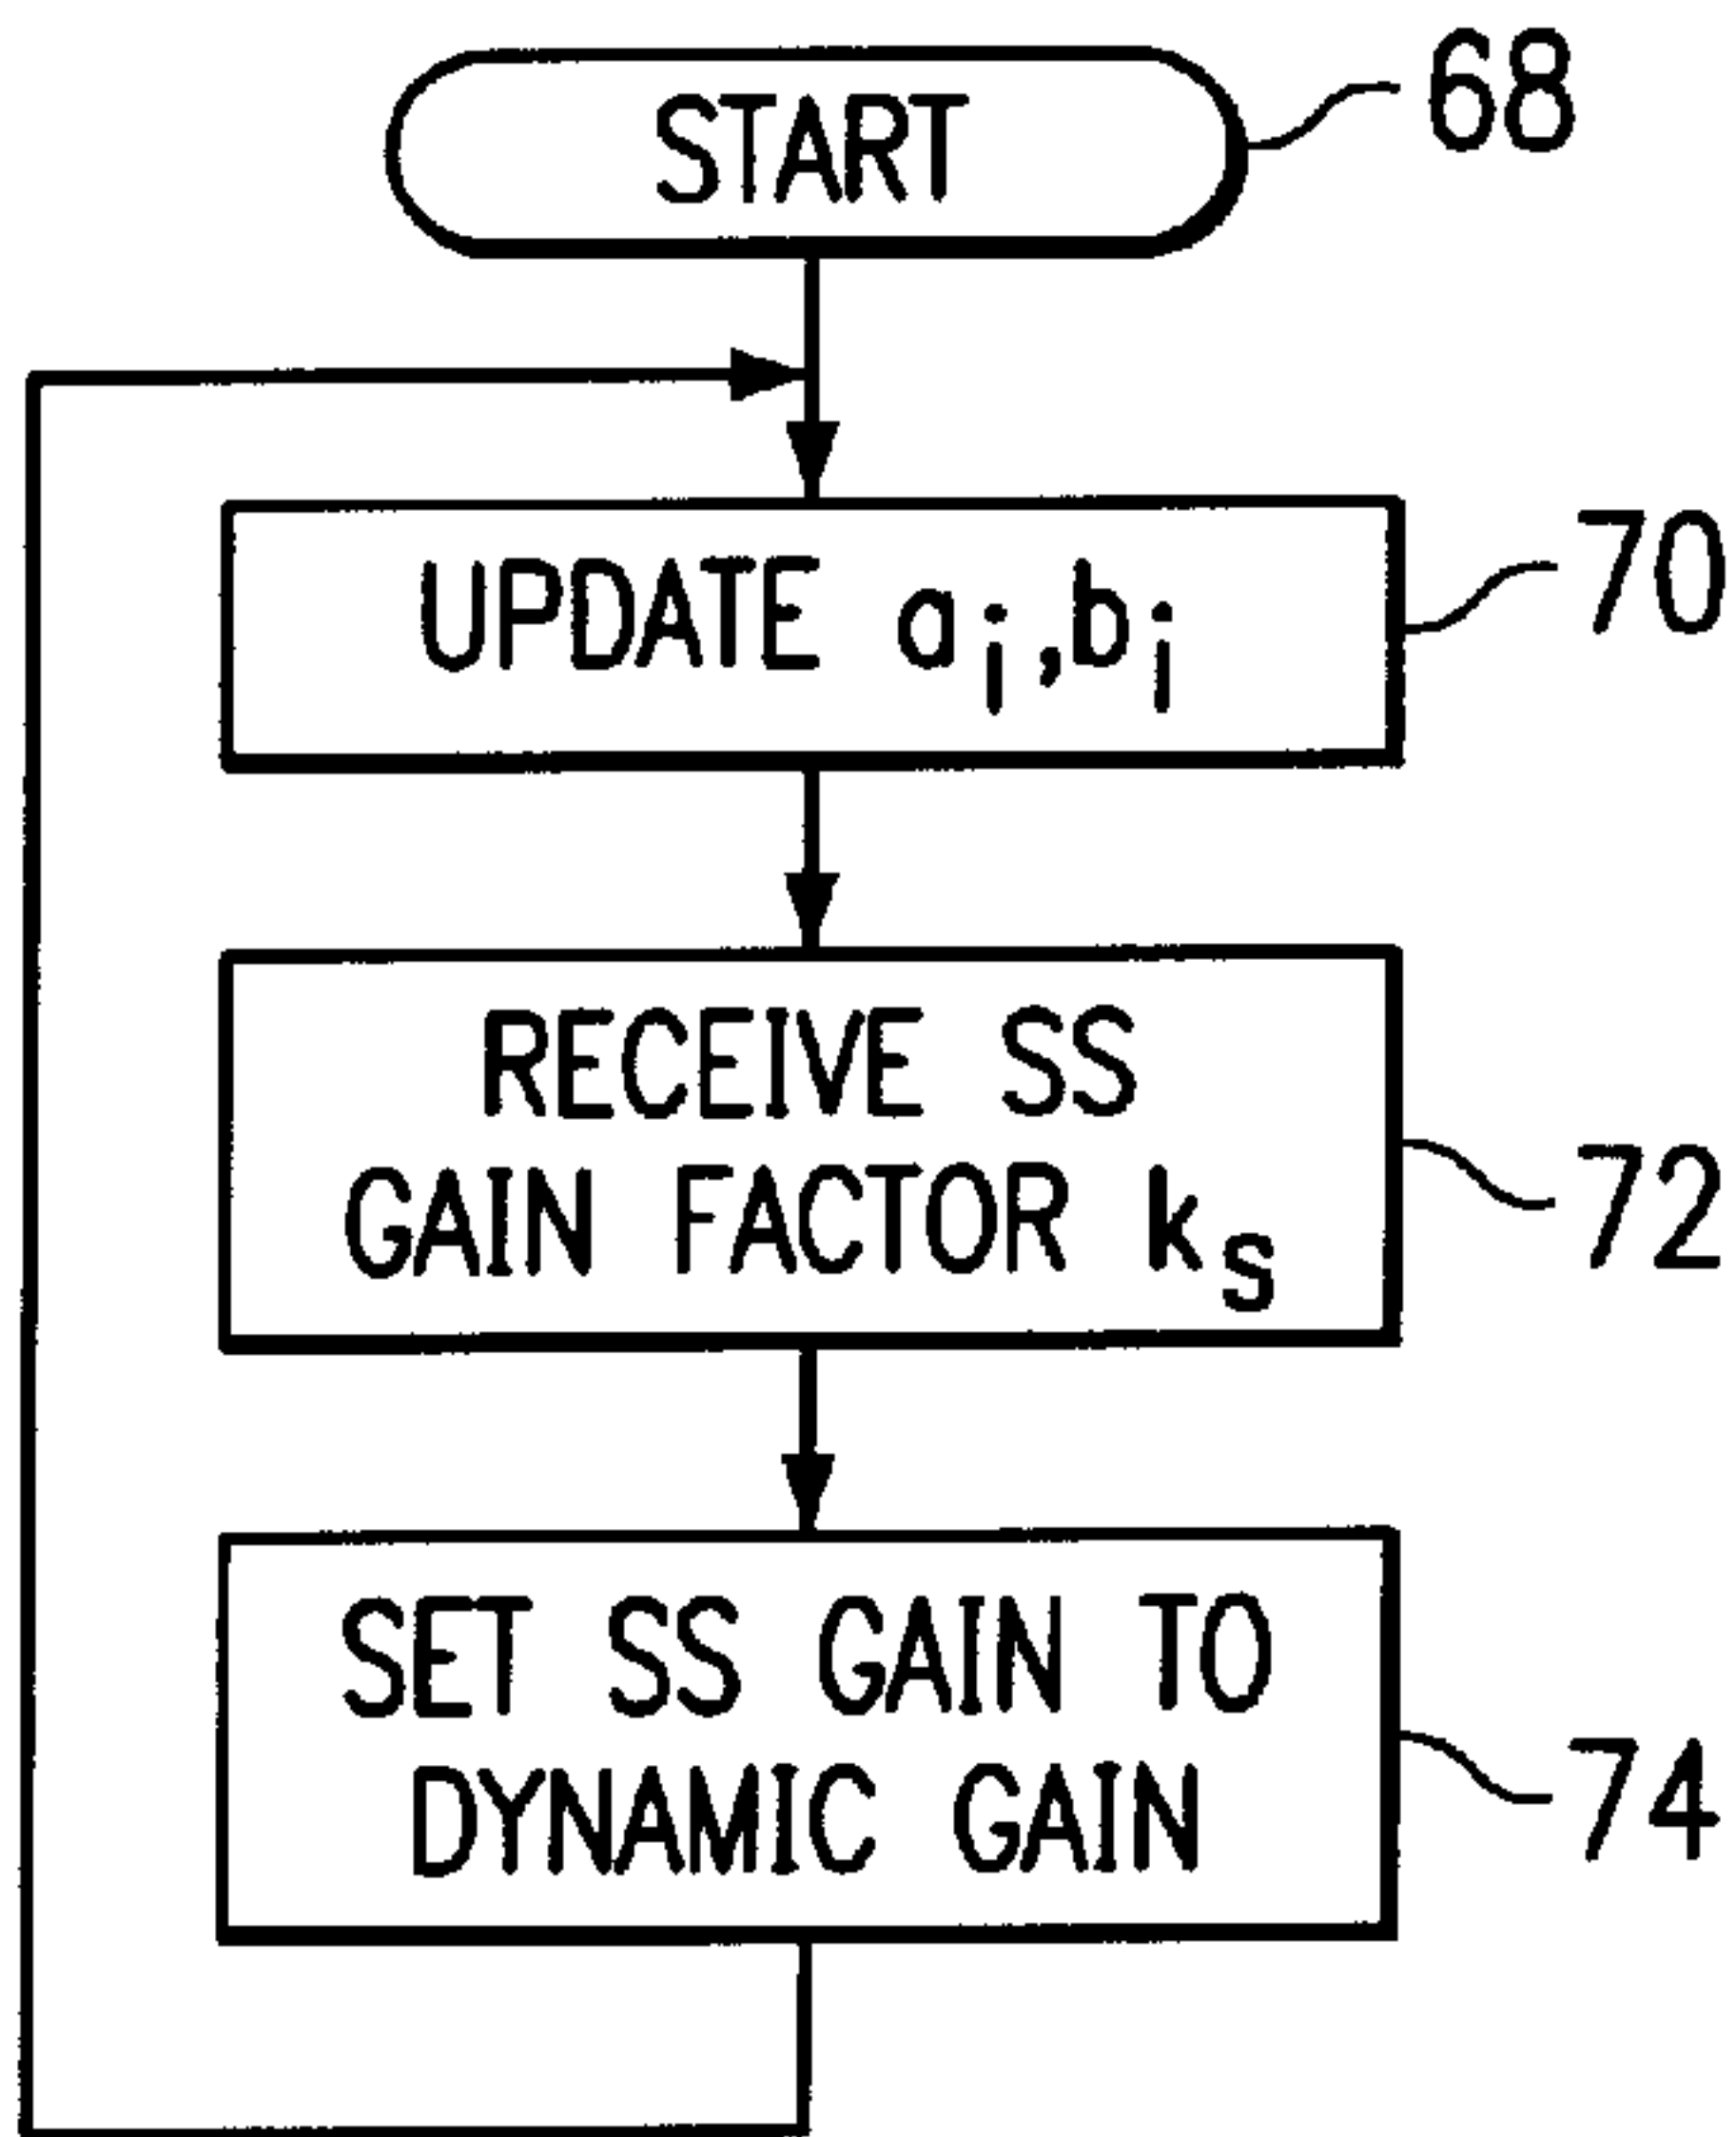 START
68
UPDATE aᵢ,bᵢ
70
RECEIVE SS
GAIN FACTOR kₛ
72
SET SS GAIN TO
DYNAMIC GAIN
74